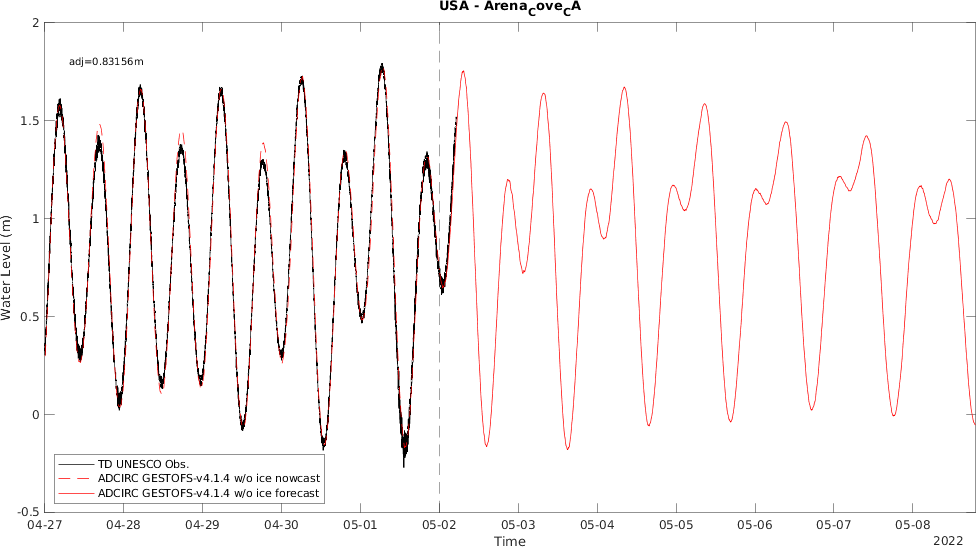 USA - ArenaCoveCA
adj=0.83156m
2
1.5
1
0.5
0
-0.5
Water Level (m)
TD UNESCO Obs.
ADCIRC GESTOFS-v4.1.4 w/o ice nowcast
ADCIRC GESTOFS-v4.1.4 w/o ice forecast
04-27 04-28 04-29 04-30 05-01 05-02 05-03 05-04 05-05 05-06 05-07 05-08
Time
2022